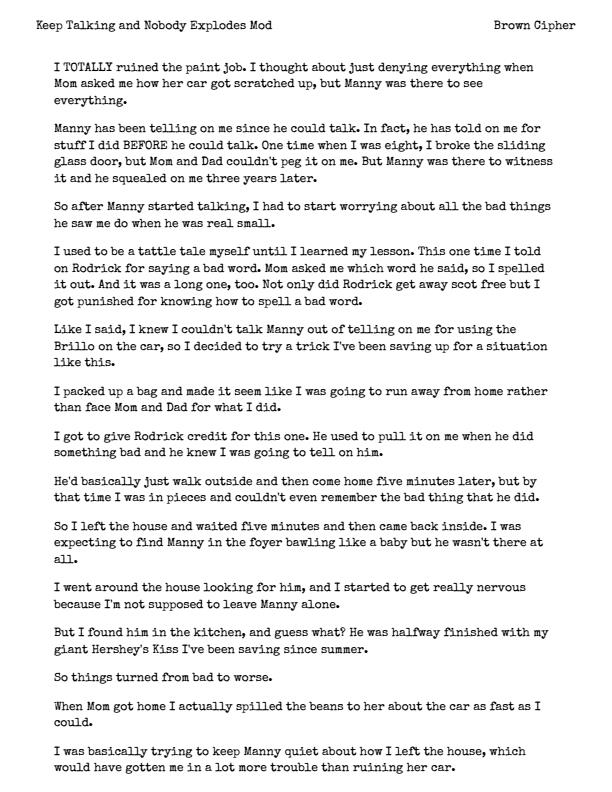 Keep Talking and Nobody Explodes Mod Brown Cipher
I TOTALLY ruined the paint job. I thought about just denying everything when
Mom asked me how her car got scratched up, but Manny was there to see
everything.
Manny has been telling on me since he could talk. In fact, he has told on me for
stuff I did BEFORE he could talk. One time when I was eight, I broke the sliding
glass door, but Mom and Dad couldn't peg it on me. But Manny was there to witness
it and he squealed on me three years later.
So after Manny started talking, I had to start worrying about all the bad things
he saw me do when he was real small.
I used to be a tattle tale myself until I learned my lesson. This one time I told
on Rodrick for saying a bad word. Mom asked me which word he said, so I spelled
it out. And it was a long one, too. Not only did Rodrick get away scot free but I
got punished for knowing how to spell a bad word.
Like I said, I knew I couldn't talk Manny out of telling on me for using the
Brillo on the car, so I decided to try a trick I've been saving up for a situation
like this.
I packed up a bag and made it seem like I was going to run away from home rather
than face Mom and Dad for what I did.
I got to give Rodrick credit for this one. He used to pull it on me when he did
something bad and he knew I was going to tell on him.
He'd basically just walk outside and then come home five minutes later, but by
that time I was in pieces and couldn't even remember the bad thing that he did.
So I left the house and waited five minutes and then came back inside. I was
expecting to find Manny in the foyer bawling like a baby but he wasn't there at
all.
I went around the house looking for him, and I started to get really nervous
because I'm not supposed to leave Manny alone.
But I found him in the kitchen, and guess what? He was halfway finished with my
giant Hershey's Kiss I've been saving since summer.
So things turned from bad to worse.
When Mom got home I actually spilled the beans to her about the car as fast as I
could.
I was basically trying to keep Manny quiet about how I left the house, which
would have gotten me in a lot more trouble than ruining her car.